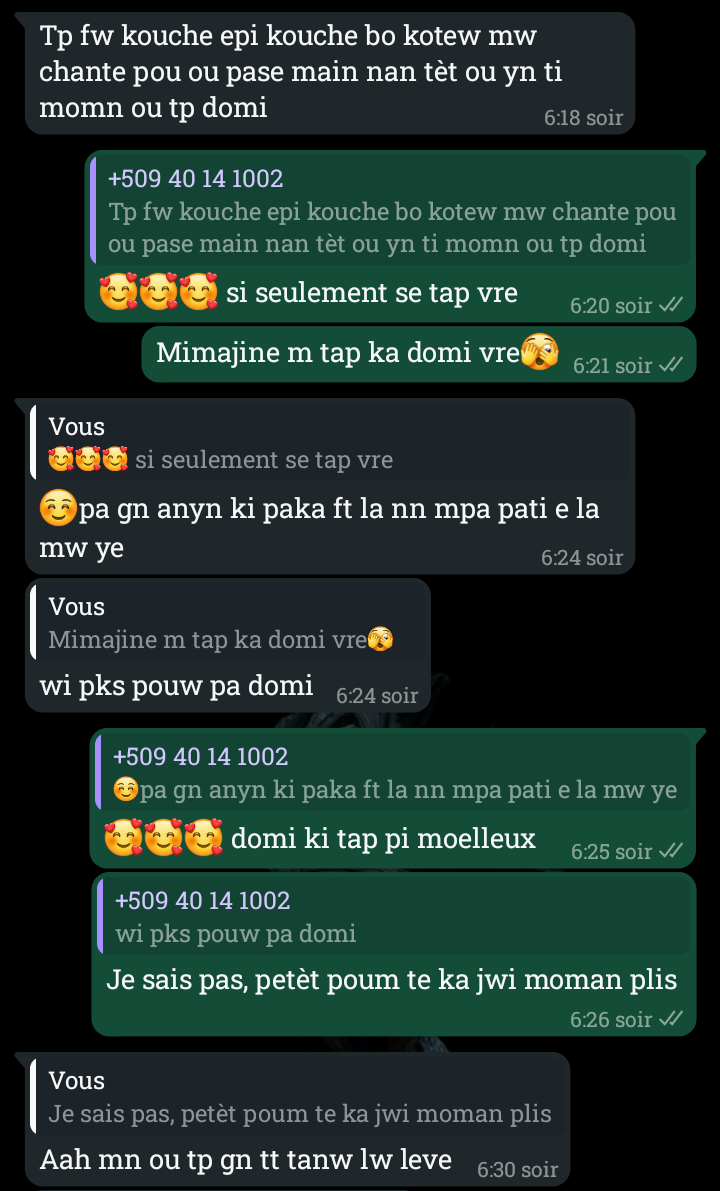 Tp fw kouche epi kouche bo kotew mw
chante pou ou pase main nan tèt ou yn ti
momn ou tp domi
6:18 soir
+509 40 14 1002
Tp fw kouche epi kouche bo kotew mw chante pou
ou pase main nan tèt ou yn ti momn ou tp domi
🥰🥰🥰 si seulement se tap vre
6:20 soir
Mimajine m tap ka domi vre🫣
6:21 soir
Vous
🥰🥰🥰 si seulement se tap vre
☺️pa gn anyn ki paka ft la nn mpa pati e la
mw ye
6:24 soir
Vous
Mimajine m tap ka domi vre🫣
wi pks pouw pa domi
6:24 soir
+509 40 14 1002
☺️pa gn anyn ki paka ft la nn mpa pati e la mw ye
🥰🥰🥰 domi ki tap pi moelleux
6:25 soir
+509 40 14 1002
wi pks pouw pa domi
Je sais pas, petèt poum te ka jwi moman plis
6:26 soir
Vous
Je sais pas, petèt poum te ka jwi moman plis
Aah mn ou tp gn tt tanw lw leve
6:30 soir